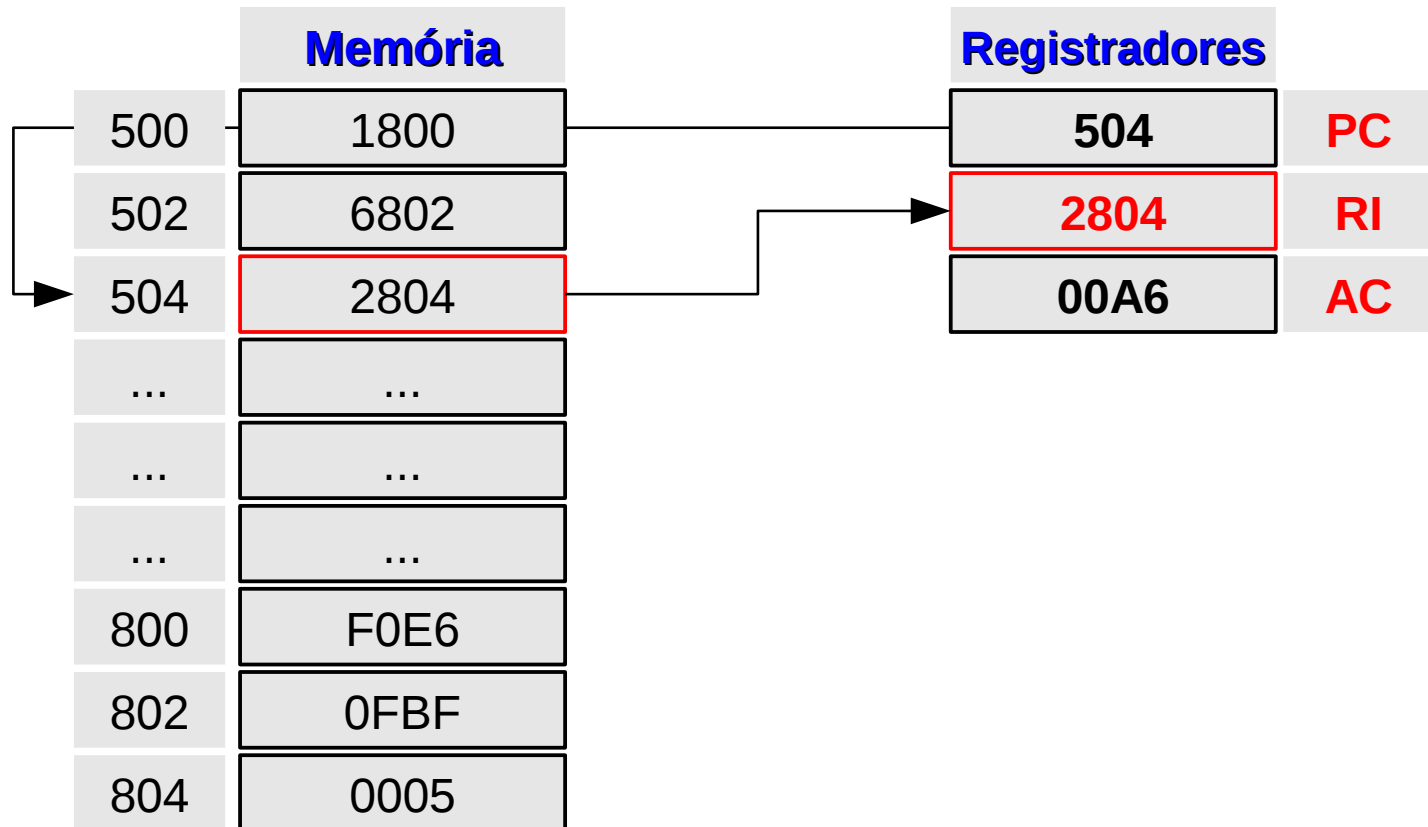 Memória Registradores
500 1800 504 PC
502 6802 2804 RI
504 2804 00A6 AC
... ...
... ...
... ...
800 F0E6
802 0FBF
804 0005